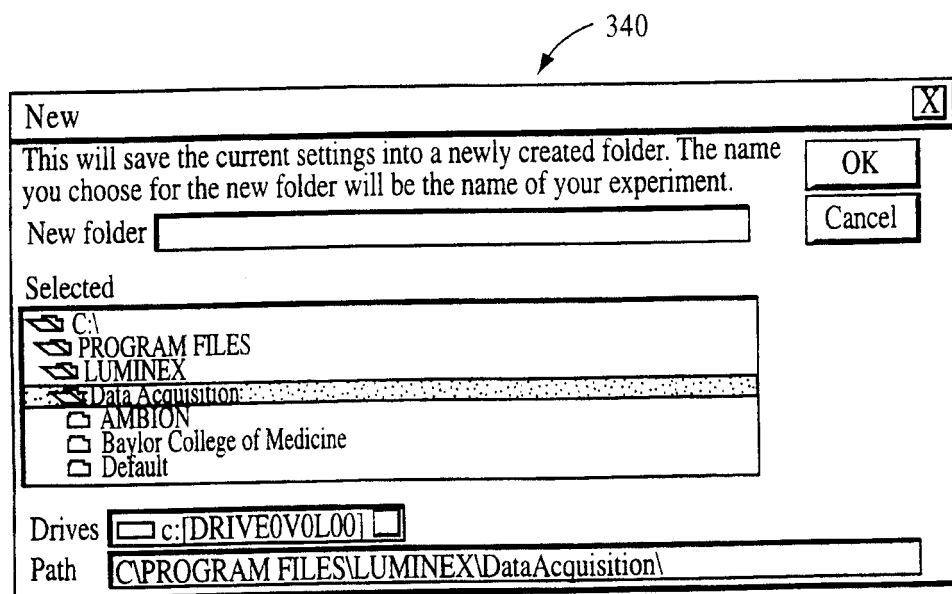 340
New X
This will save the current settings into a newly created folder. The name OK
you choose for the new folder will be the name of your experiment.
New folder Cancel
Selected
C:\
PROGRAM FILES
LUMINEX
Data Acquisition
AMBION
Baylor College of Medicine
Default
Drives c:[DRIVE0V0L00]
Path C\PROGRAM FILES\LUMINEX\DataAcquisition\